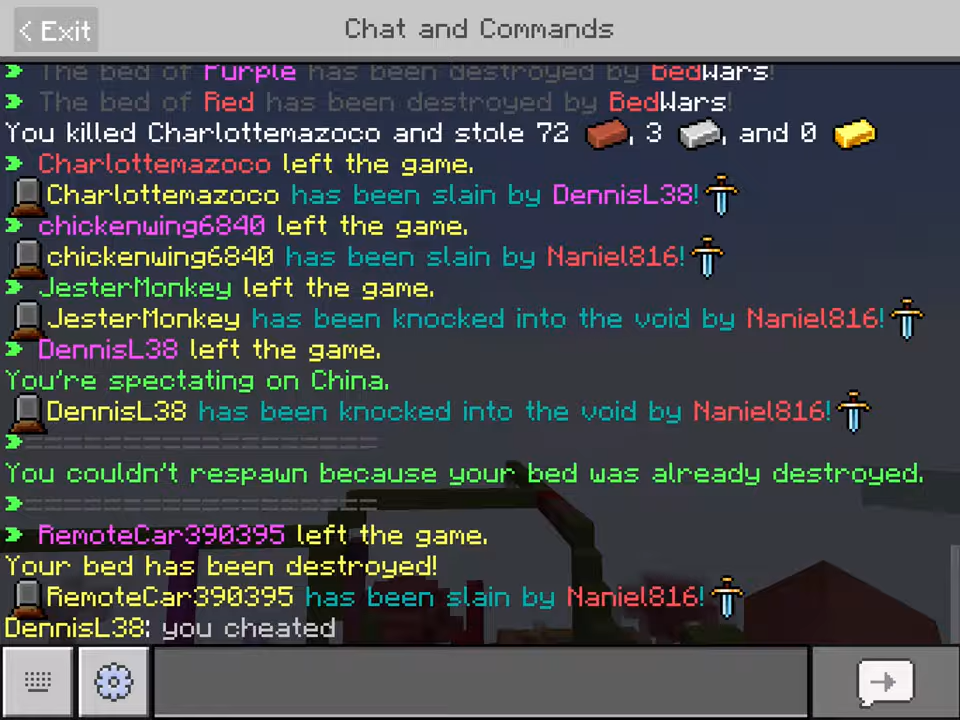 Exit
Chat and Commands
The bed of Purple has been destroyed by BedWars!
The bed of Red has been destroyed by BedWars!
You killed Charlottemazoco and stole 72 , 3 , and 0
Charlottemazoco left the game.
Charlottemazoco has been slain by DennisL38!
chickenwing6840 left the game.
chickenwing6840 has been slain by Naniel816!
JesterMonkey left the game.
JesterMonkey has been knocked into the void by Naniel816!
DennisL38 left the game.
You're spectating on China.
DennisL38 has been knocked into the void by Naniel816!
==================
You couldn't respawn because your bed was already destroyed.
==================
RemoteCar390395 left the game.
Your bed has been destroyed!
RemoteCar390395 has been slain by Naniel816!
DennisL38: you cheated